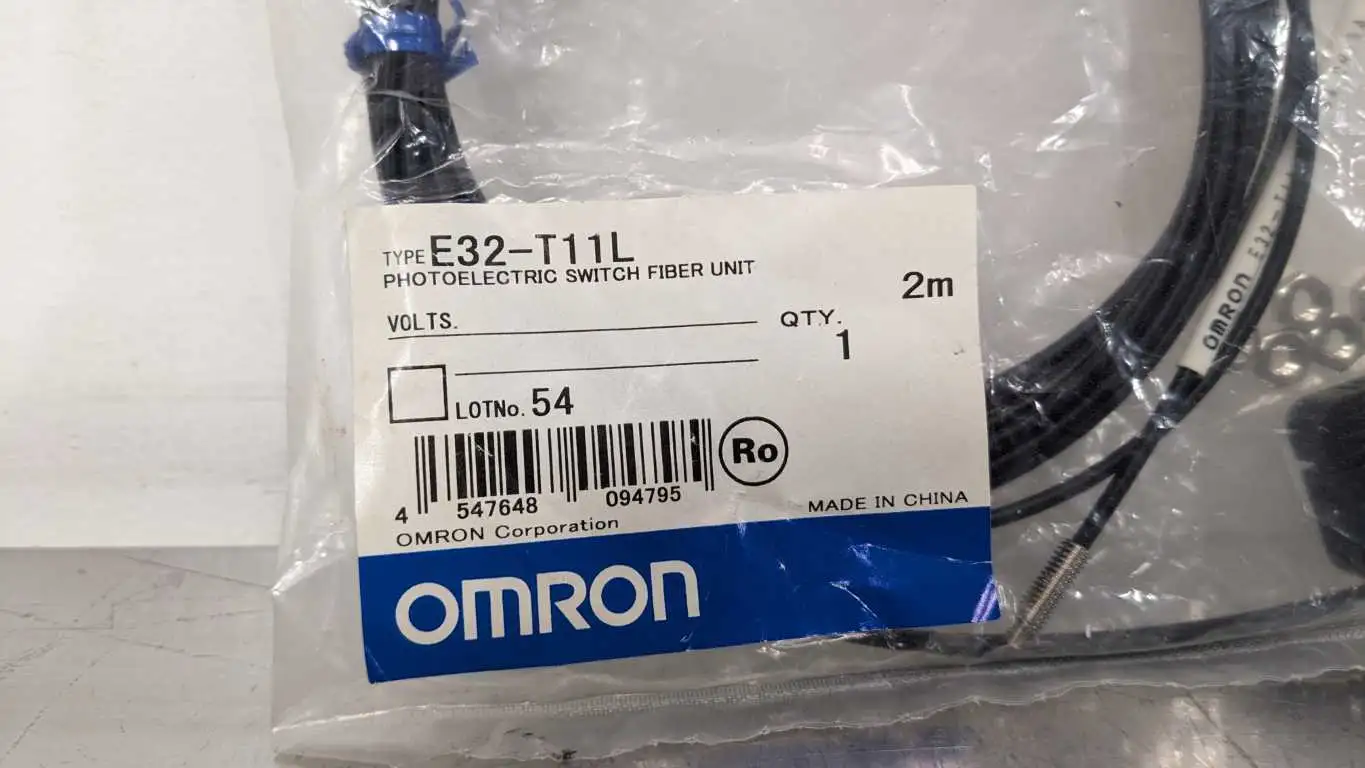 TYPE E32-T11L
PHOTOELECTRIC SWITCH FIBER UNIT
2m
VOLTS.
QTY.
1
LOTNo. 54
4 547648 094795
Ro
OMRON Corporation
MADE IN CHINA
OMRON
OMRON